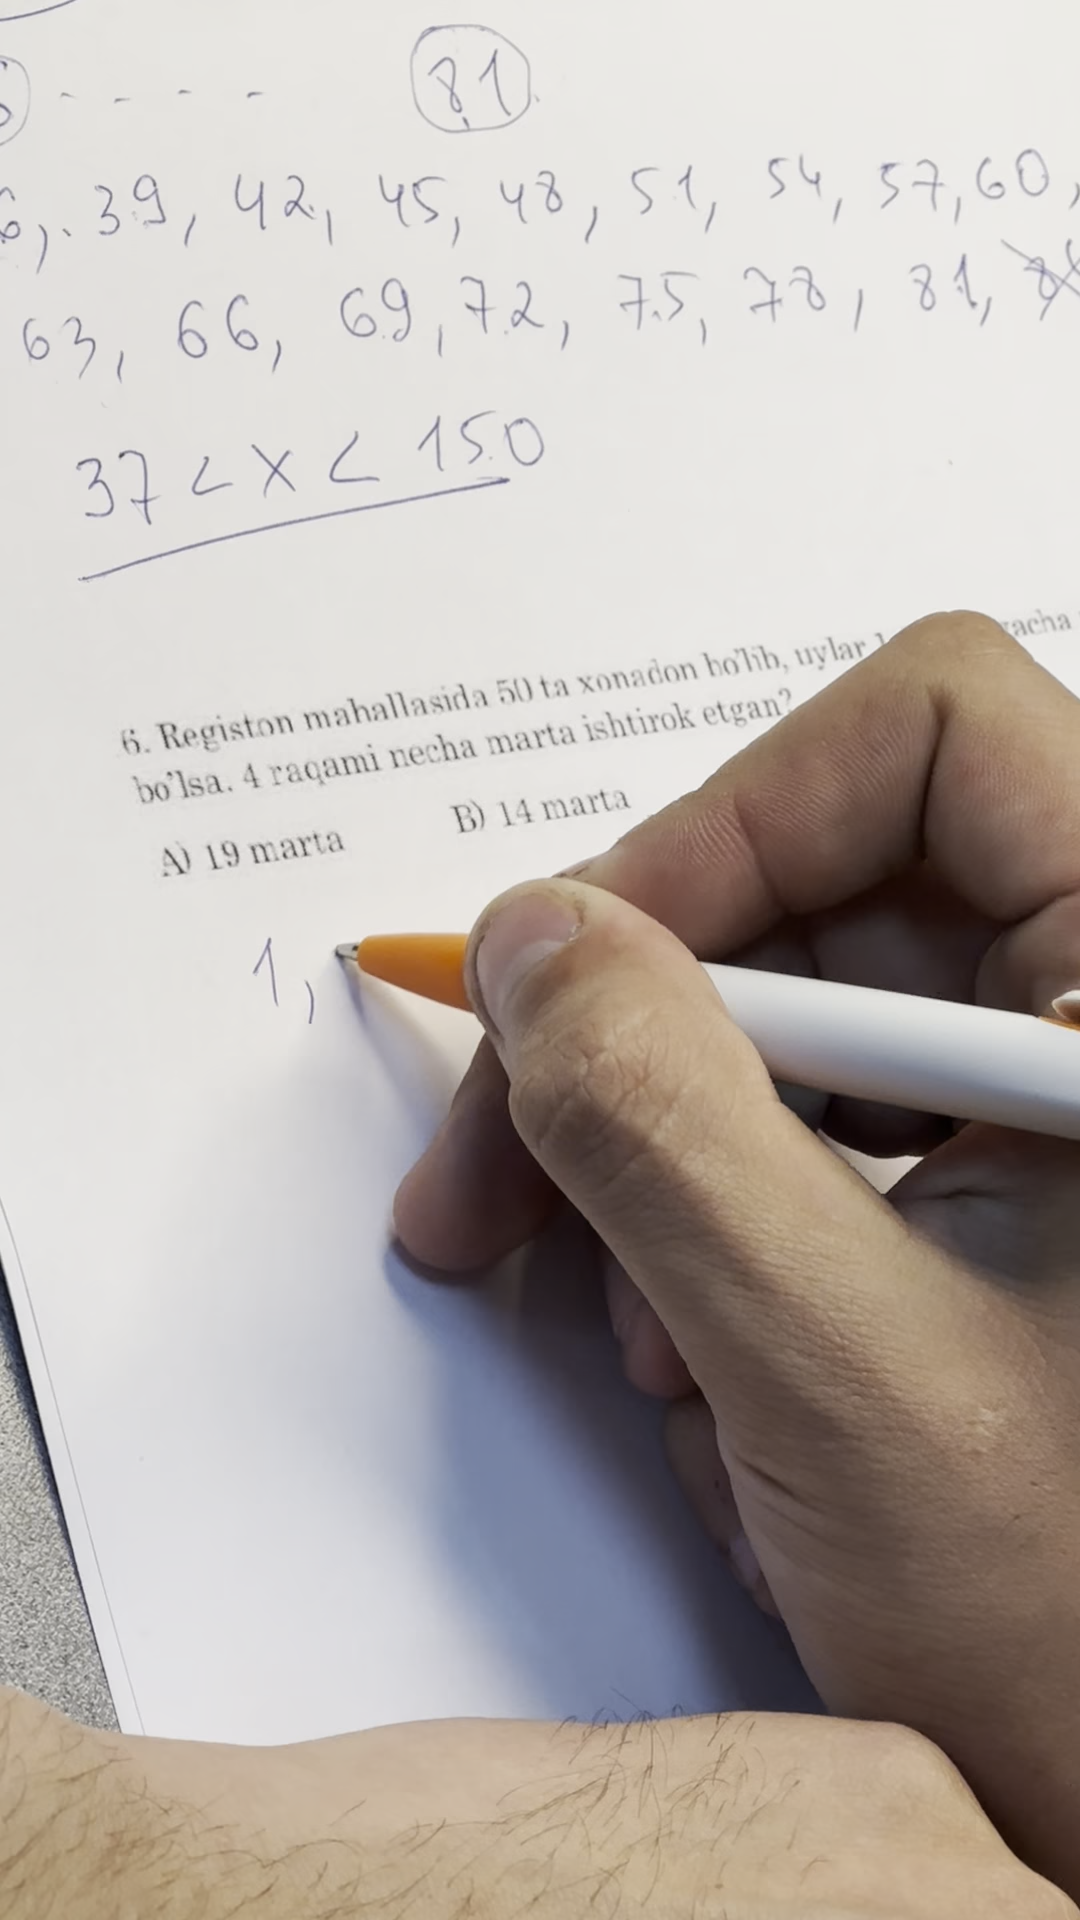 - - - - 81
6, 39, 42, 45, 48, 51, 54, 57, 60,
63, 66, 69, 72, 75, 78, 81,
37 < x < 150
6. Registon mahallasida 50 ta xonadon bo'lib, uylar
bo'lsa. 4 raqami necha marta ishtirok etgan?
A) 19 marta B) 14 marta
1,